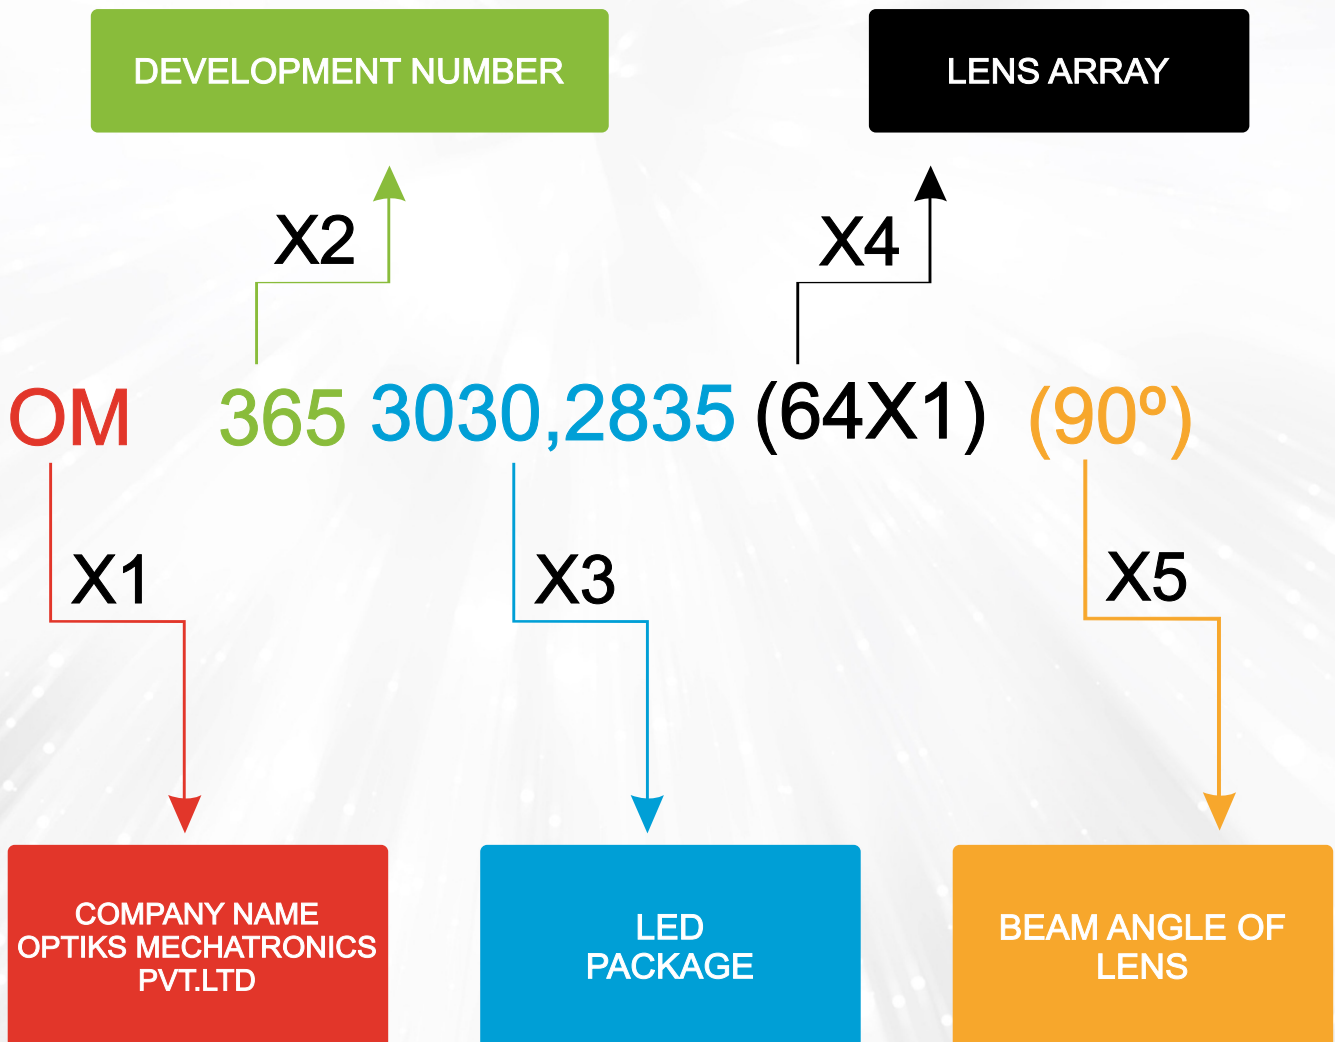 DEVELOPMENT NUMBER
LENS ARRAY
X2
X4
OM 365 3030,2835 (64X1) (90º)
X1
X3
X5
COMPANY NAME
OPTIKS MECHATRONICS
PVT.LTD
LED
PACKAGE
BEAM ANGLE OF
LENS